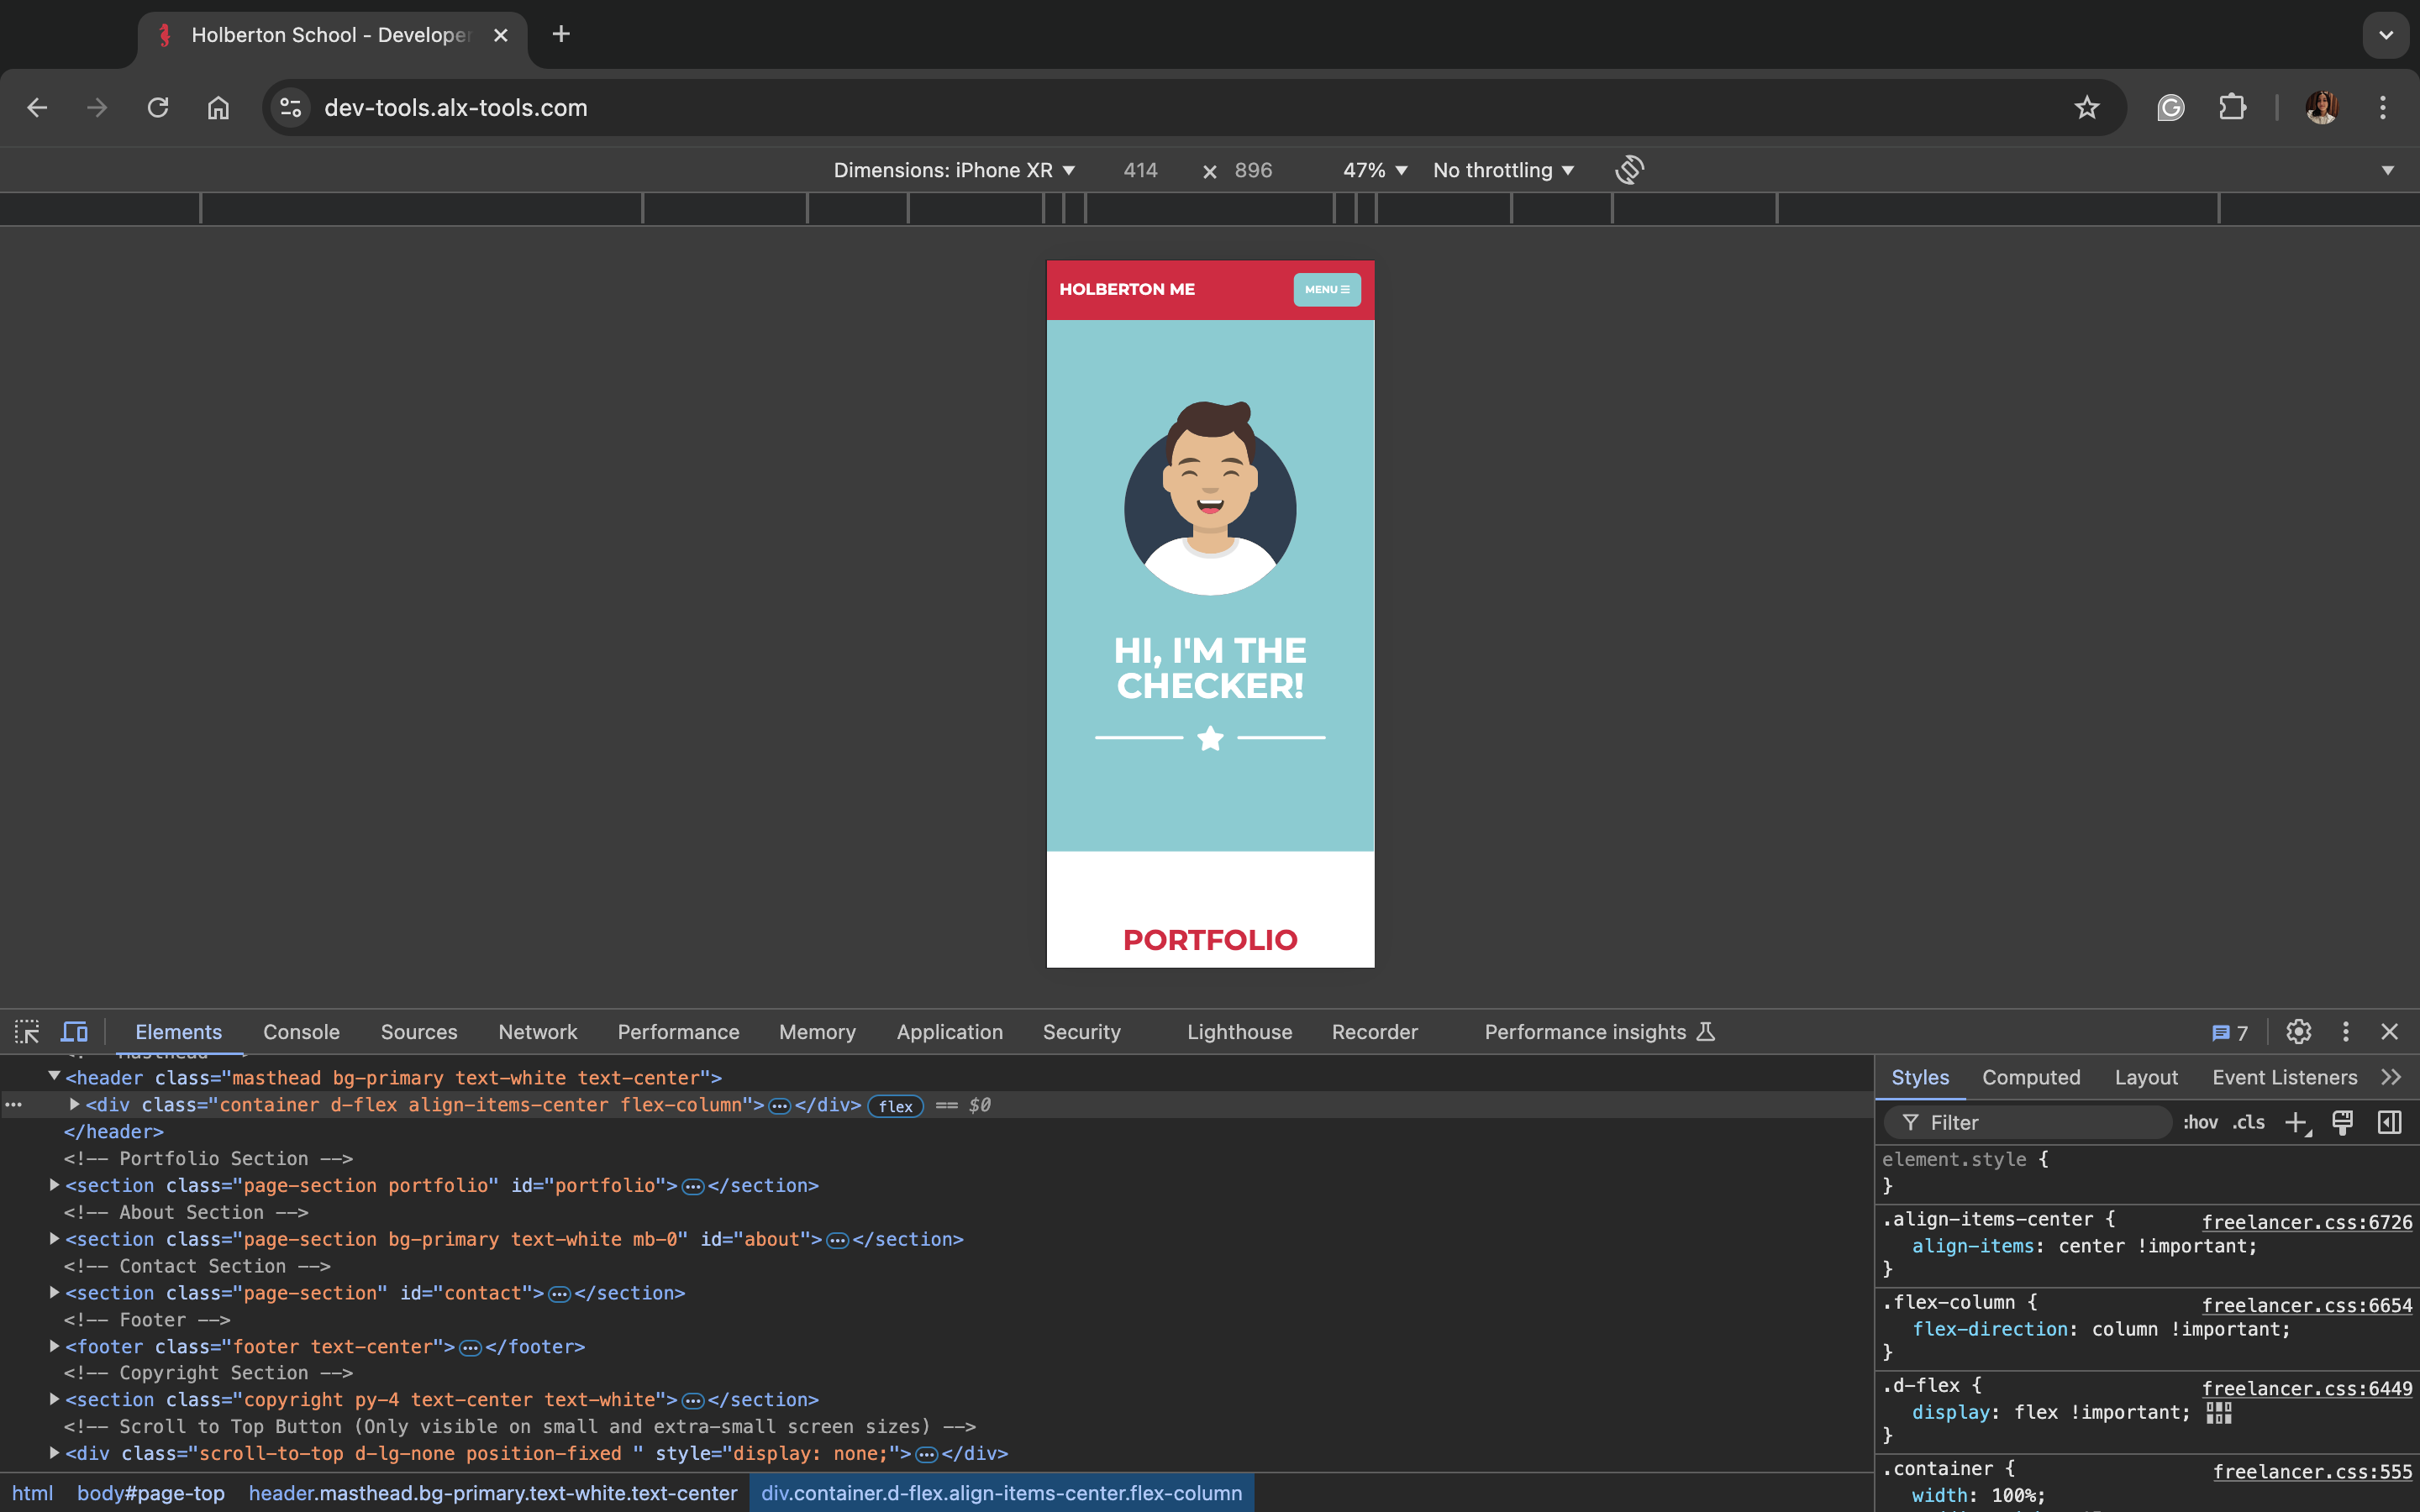 Holberton School - Developer
dev-tools.alx-tools.com
Dimensions: iPhone XR 414 × 896 47% No throttling
HOLBERTON ME
MENU
HI, I'M THE
CHECKER!
PORTFOLIO
Elements Console Sources Network Performance Memory Application Security Lighthouse Recorder Performance insights 7
<header class="masthead bg-primary text-white text-center">
<div class="container d-flex align-items-center flex-column">…</div> flex == $0
</header>
<!-- Portfolio Section -->
<section class="page-section portfolio" id="portfolio">…</section>
<!-- About Section -->
<section class="page-section bg-primary text-white mb-0" id="about">…</section>
<!-- Contact Section -->
<section class="page-section" id="contact">…</section>
<!-- Footer -->
<footer class="footer text-center">…</footer>
<!-- Copyright Section -->
<section class="copyright py-4 text-center text-white">…</section>
<!-- Scroll to Top Button (Only visible on small and extra-small screen sizes) -->
<div class="scroll-to-top d-lg-none position-fixed " style="display: none;">…</div>
html body#page-top header.masthead.bg-primary.text-white.text-center div.container.d-flex.align-items-center.flex-column
Styles Computed Layout Event Listeners
Filter :hov .cls
element.style {
}
.align-items-center { freelancer.css:6726
align-items: center !important;
}
.flex-column { freelancer.css:6654
flex-direction: column !important;
}
.d-flex { freelancer.css:6449
display: flex !important;
}
.container { freelancer.css:555
width: 100%;